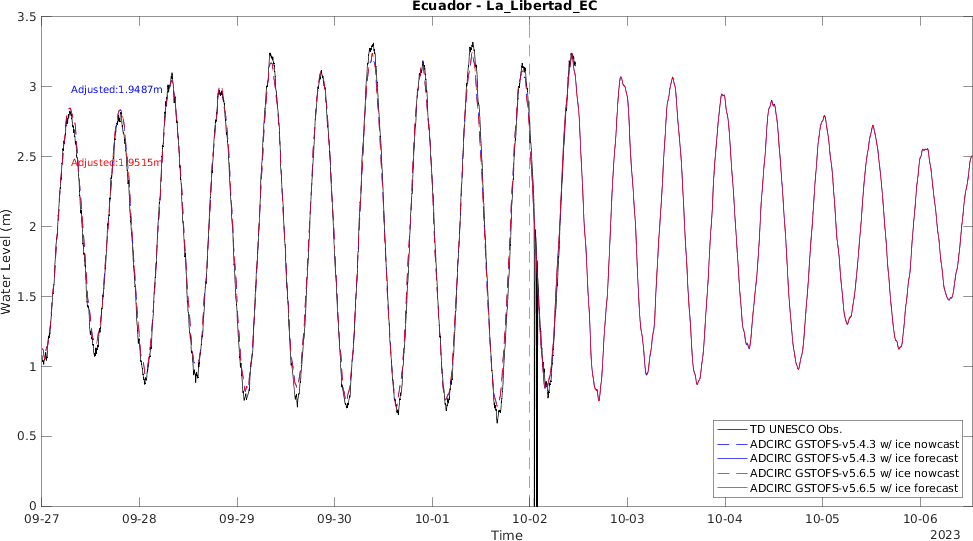 Ecuador - La_Libertad_EC
3.5
3
2.5
2
1.5
1
0.5
0
Water Level (m)
Adjusted:1.9487m
Adjusted:1.9515m
TD UNESCO Obs.
ADCIRC GSTOFS-v5.4.3 w/ ice nowcast
ADCIRC GSTOFS-v5.4.3 w/ ice forecast
ADCIRC GSTOFS-v5.6.5 w/ ice nowcast
ADCIRC GSTOFS-v5.6.5 w/ ice forecast
09-27 09-28 09-29 09-30 10-01 10-02 10-03 10-04 10-05 10-06
Time
2023